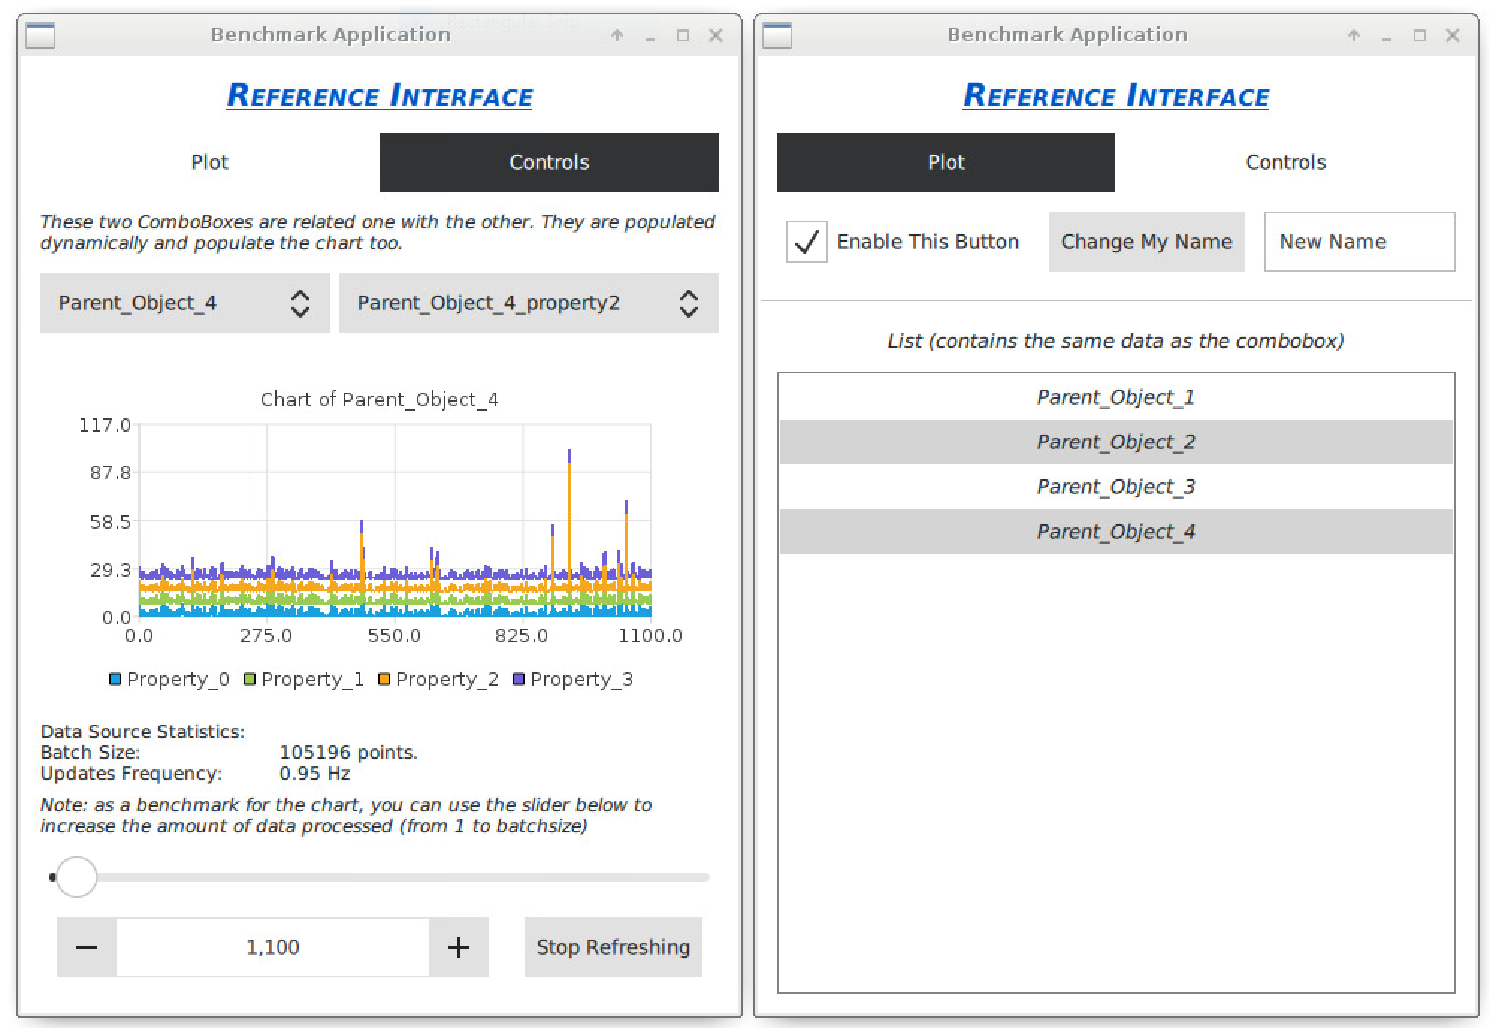 Benchmark Application
REFERENCE INTERFACE
Plot
Controls
These two ComboBoxes are related one with the other. They are populated
dynamically and populate the chart too.
Parent_Object_4
Parent_Object_4_property2
Chart of Parent_Object_4
117.0
87.8
58.5
29.3
0.0
0.0 275.0 550.0 825.0 1100.0
Property_0 Property_1 Property_2 Property_3
Data Source Statistics:
Batch Size: 105196 points.
Updates Frequency: 0.95 Hz
Note: as a benchmark for the chart, you can use the slider below to
increase the amount of data processed (from 1 to batchsize)
1,100
Stop Refreshing
Benchmark Application
REFERENCE INTERFACE
Plot
Controls
Enable This Button
Change My Name
New Name
List (contains the same data as the combobox)
Parent_Object_1
Parent_Object_2
Parent_Object_3
Parent_Object_4